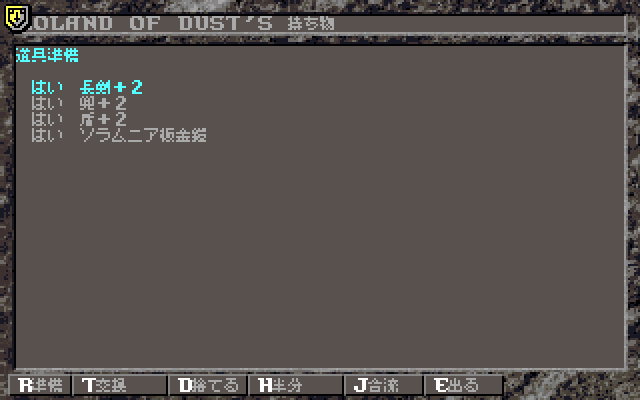 OLAND OF DUST'S 持ち物
道具準備
はい 長剣+2
はい 兜+2
はい 盾+2
はい ソラムニア板金鎧
R準備 T交換 D捨てる H半分 J合流 E出る